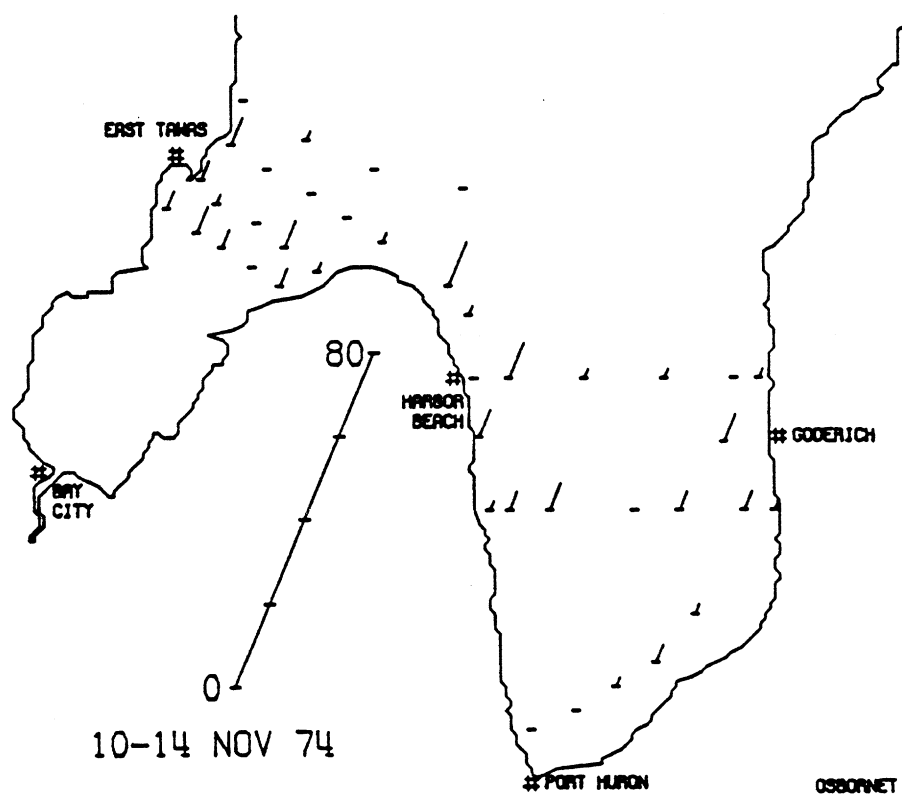 EAST TAWAS
80
HARBOR
BEACH
GODERICH
BAY
CITY
0
10-14 NOV 74
PORT HURON
OSBORNET